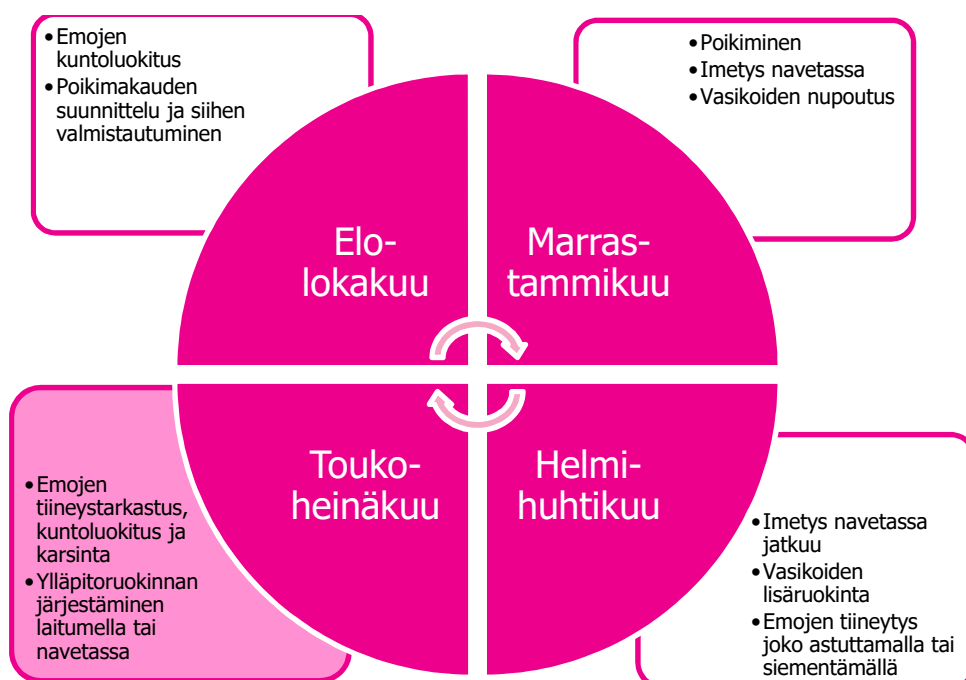 •Emojen
kuntoluokitus
•Poikimakauden
suunnittelu ja siihen
valmistautuminen
•Poikiminen
•Imetys navetassa
•Vasikoiden nupoutus
Elo-
lokakuu
Marras-
tammikuu
Touko-
heinäkuu
Helmi-
huhtikuu
•Emojen
tiineystarkastus,
kuntoluokitus ja
karsinta
•Ylläpitoruokinnan
järjestäminen
laitumella tai
navetassa
•Imetys navetassa
jatkuu
•Vasikoiden
lisäruokinta
•Emojen tiineytys
joko astuttamalla tai
siementämällä